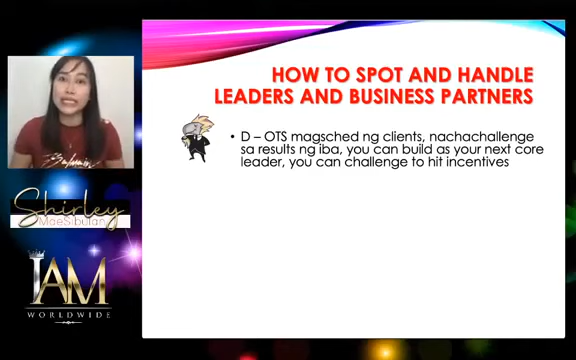 HOW TO SPOT AND HANDLE
LEADERS AND BUSINESS PARTNERS
• D – OTS magsched ng clients, nachachallenge
sa results ng iba, you can build as your next core
leader, you can challenge to hit incentives
Shirley
MaeSibulan
IAM
WORLDWIDE